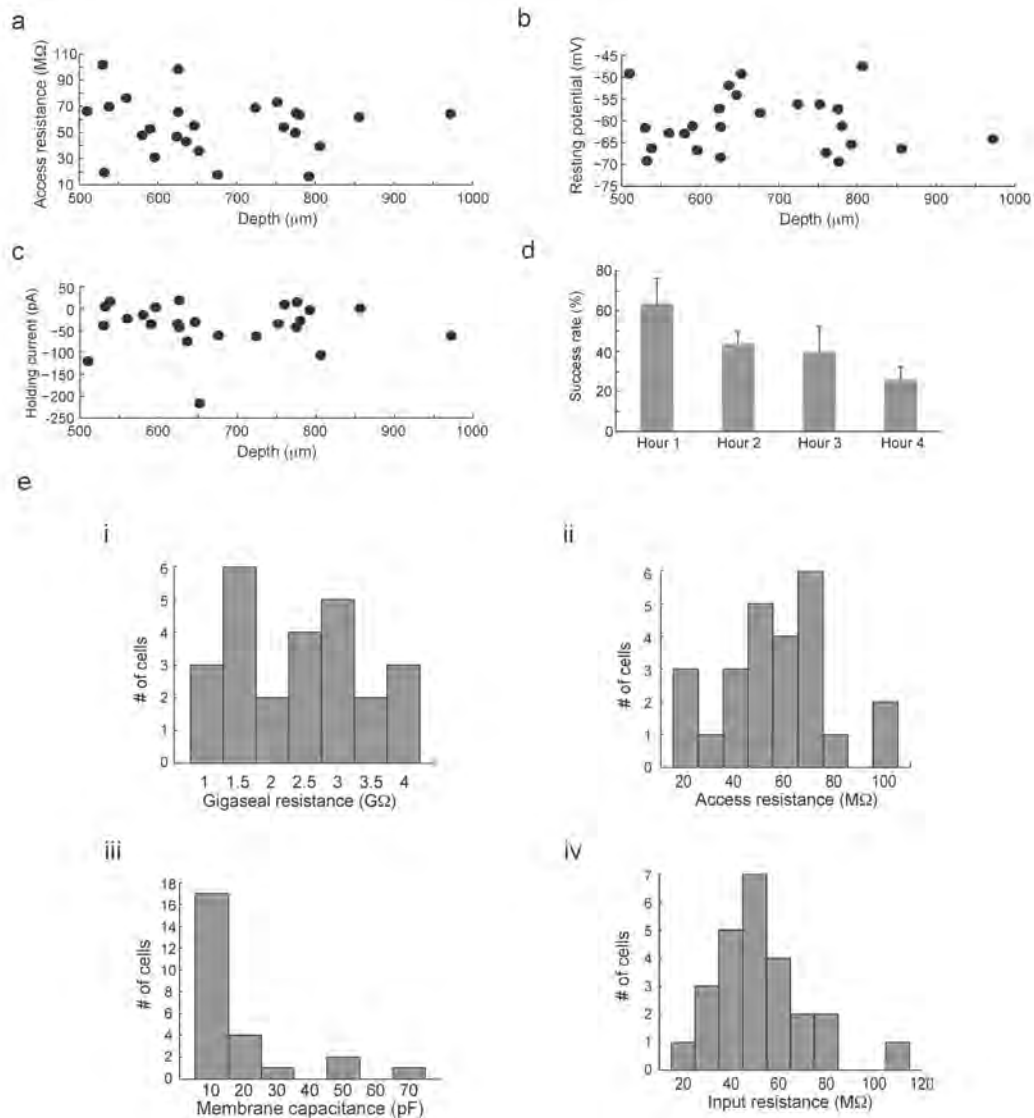 a
Access resistance (MΩ)
110
90
70
50
30
10
500 600 700 800 900 1000
Depth (μm)
b
Resting potential (mV)
−45
−50
−55
−60
−65
−70
−75
500 600 700 800 900 1000
Depth (μm)
c
Holding current (pA)
50
0
−50
−100
−150
−200
−250
500 600 700 800 900 1000
Depth (μm)
d
Success rate (%)
80
60
40
20
0
Hour 1 Hour 2 Hour 3 Hour 4
e
i
# of cells
6
5
4
3
2
1
0
1 1.5 2 2.5 3 3.5 4
Gigaseal resistance (GΩ)
ii
# of cells
6
5
4
3
2
1
0
20 40 60 80 100
Access resistance (MΩ)
iii
# of cells
18
16
14
12
10
8
6
4
2
0
10 20 30 40 50 60 70
Membrane capacitance (pF)
iv
# of cells
7
6
5
4
3
2
1
0
20 40 60 80 100 120
Input resistance (MΩ)